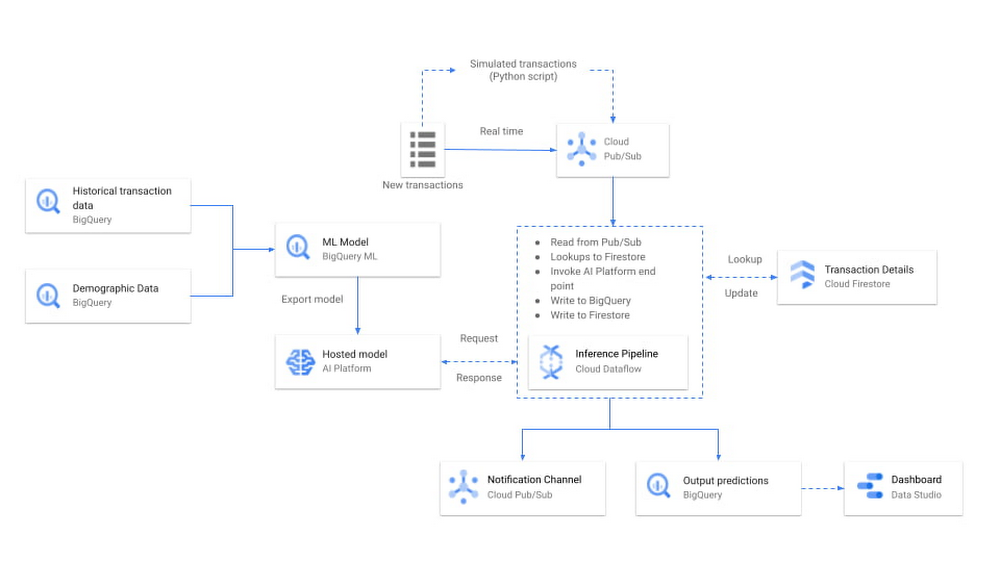 Simulated transactions
(Python script)
Real time
Cloud
Pub/Sub
New transactions
Historical transaction
data
BigQuery
Demographic Data
BigQuery
ML Model
BigQuery ML
Export model
Hosted model
AI Platform
Request
Response
• Read from Pub/Sub
• Lookups to Firestore
• Invoke AI Platform end
point
• Write to BigQuery
• Write to Firestore
Inference Pipeline
Cloud Dataflow
Lookup
Update
Transaction Details
Cloud Firestore
Notification Channel
Cloud Pub/Sub
Output predictions
BigQuery
Dashboard
Data Studio